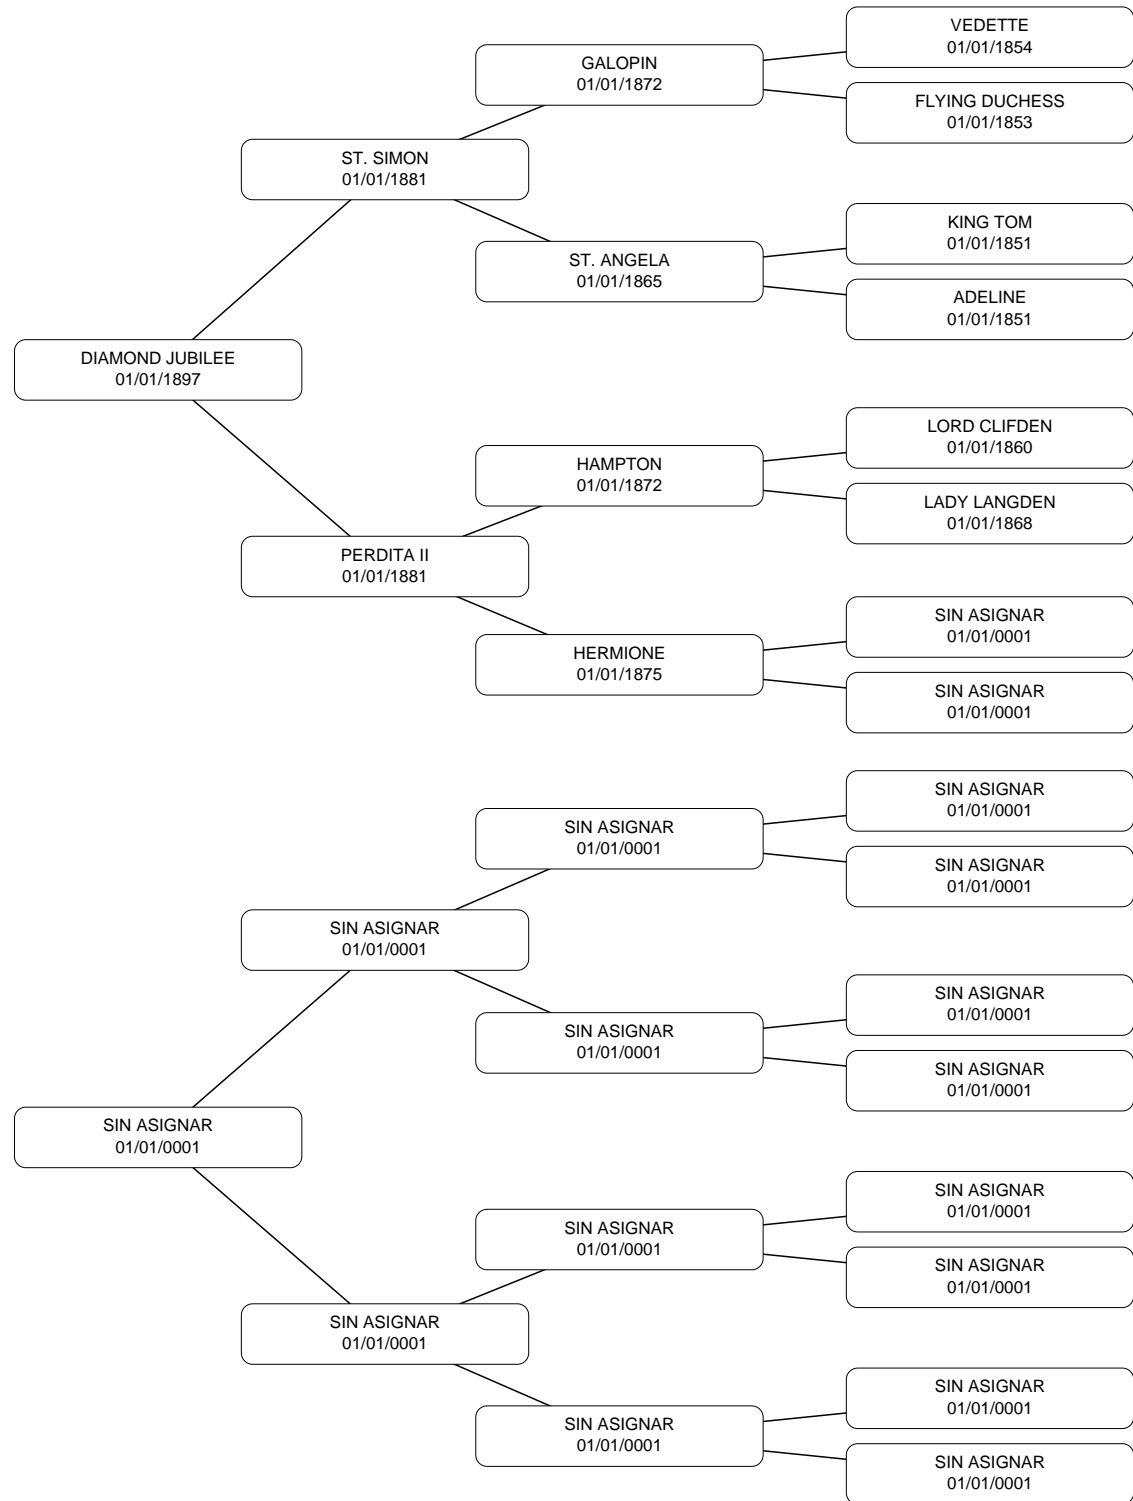 VEDETTE
01/01/1854
GALOPIN
01/01/1872
FLYING DUCHESS
01/01/1853
ST. SIMON
01/01/1881
KING TOM
01/01/1851
ST. ANGELA
01/01/1865
ADELINE
01/01/1851
DIAMOND JUBILEE
01/01/1897
LORD CLIFDEN
01/01/1860
HAMPTON
01/01/1872
LADY LANGDEN
01/01/1868
PERDITA II
01/01/1881
SIN ASIGNAR
01/01/0001
HERMIONE
01/01/1875
SIN ASIGNAR
01/01/0001
SIN ASIGNAR
01/01/0001
SIN ASIGNAR
01/01/0001
SIN ASIGNAR
01/01/0001
SIN ASIGNAR
01/01/0001
SIN ASIGNAR
01/01/0001
SIN ASIGNAR
01/01/0001
SIN ASIGNAR
01/01/0001
SIN ASIGNAR
01/01/0001
SIN ASIGNAR
01/01/0001
SIN ASIGNAR
01/01/0001
SIN ASIGNAR
01/01/0001
SIN ASIGNAR
01/01/0001
SIN ASIGNAR
01/01/0001
SIN ASIGNAR
01/01/0001
SIN ASIGNAR
01/01/0001